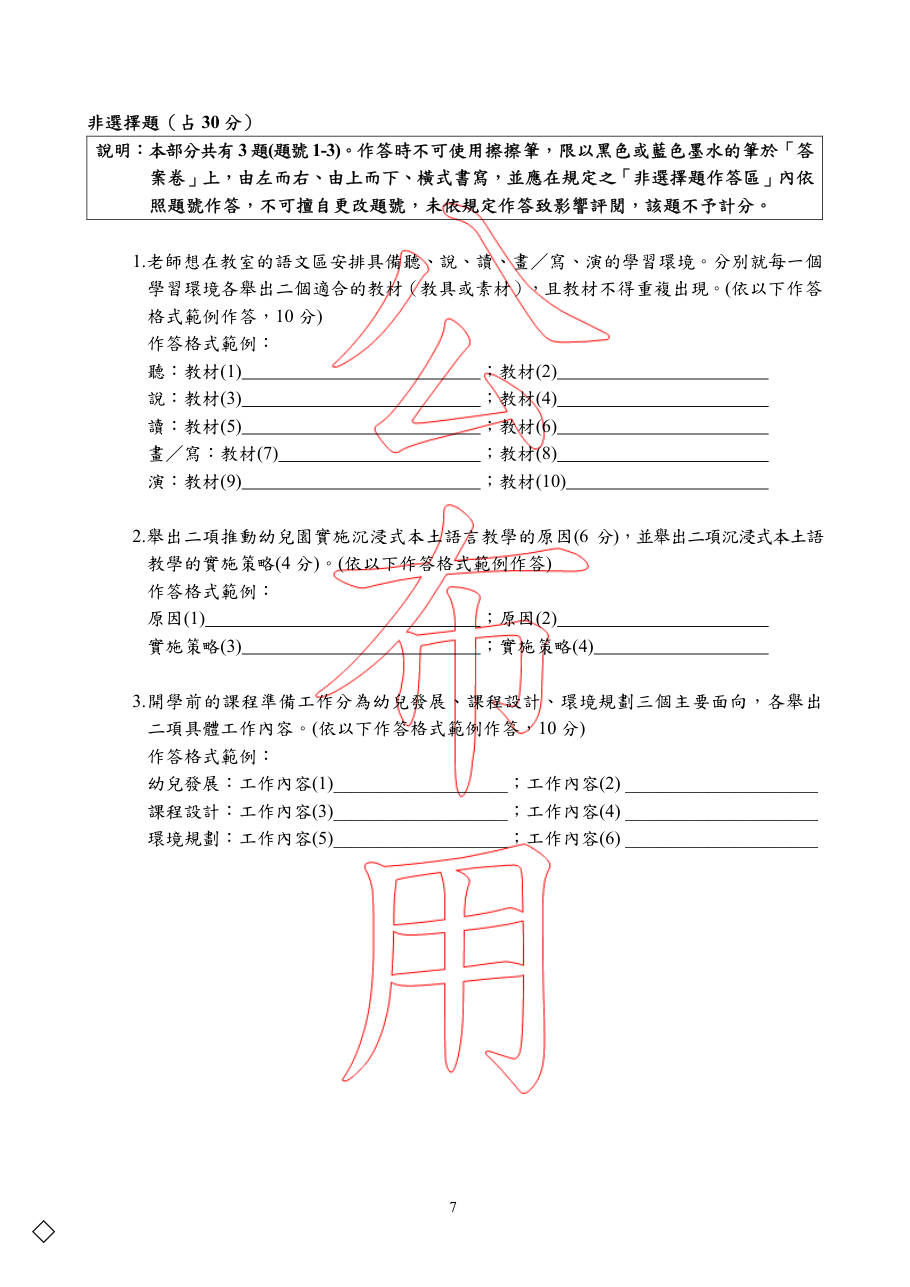 非選擇題（占 30 分）
說明：本部分共有 3 題(題號 1-3)。作答時不可使用擦擦筆，限以黑色或藍色墨水的筆於「答
案卷」上，由左而右、由上而下、橫式書寫，並應在規定之「非選擇題作答區」內依
照題號作答，不可擅自更改題號，未依規定作答致影響評閱，該題不予計分。
1.老師想在教室的語文區安排具備聽、說、讀、畫／寫、演的學習環境。分別就每一個
學習環境各舉出二個適合的教材（教具或素材），且教材不得重複出現。(依以下作答
格式範例作答，10 分)
作答格式範例：
聽：教材(1)__________________________；教材(2)_______________________
說：教材(3)__________________________；教材(4)_______________________
讀：教材(5)__________________________；教材(6)_______________________
畫／寫：教材(7)______________________；教材(8)_______________________
演：教材(9)__________________________；教材(10)______________________
2.舉出二項推動幼兒園實施沉浸式本土語言教學的原因(6 分)，並舉出二項沉浸式本土語
教學的實施策略(4 分)。(依以下作答格式範例作答)
作答格式範例：
原因(1)______________________________；原因(2)_______________________
實施策略(3)__________________________；實施策略(4)___________________
3.開學前的課程準備工作分為幼兒發展、課程設計、環境規劃三個主要面向，各舉出
二項具體工作內容。(依以下作答格式範例作答，10 分)
作答格式範例：
幼兒發展：工作內容(1)___________________；工作內容(2) _____________________
課程設計：工作內容(3)___________________；工作內容(4) _____________________
環境規劃：工作內容(5)___________________；工作內容(6) _____________________
公布用
7